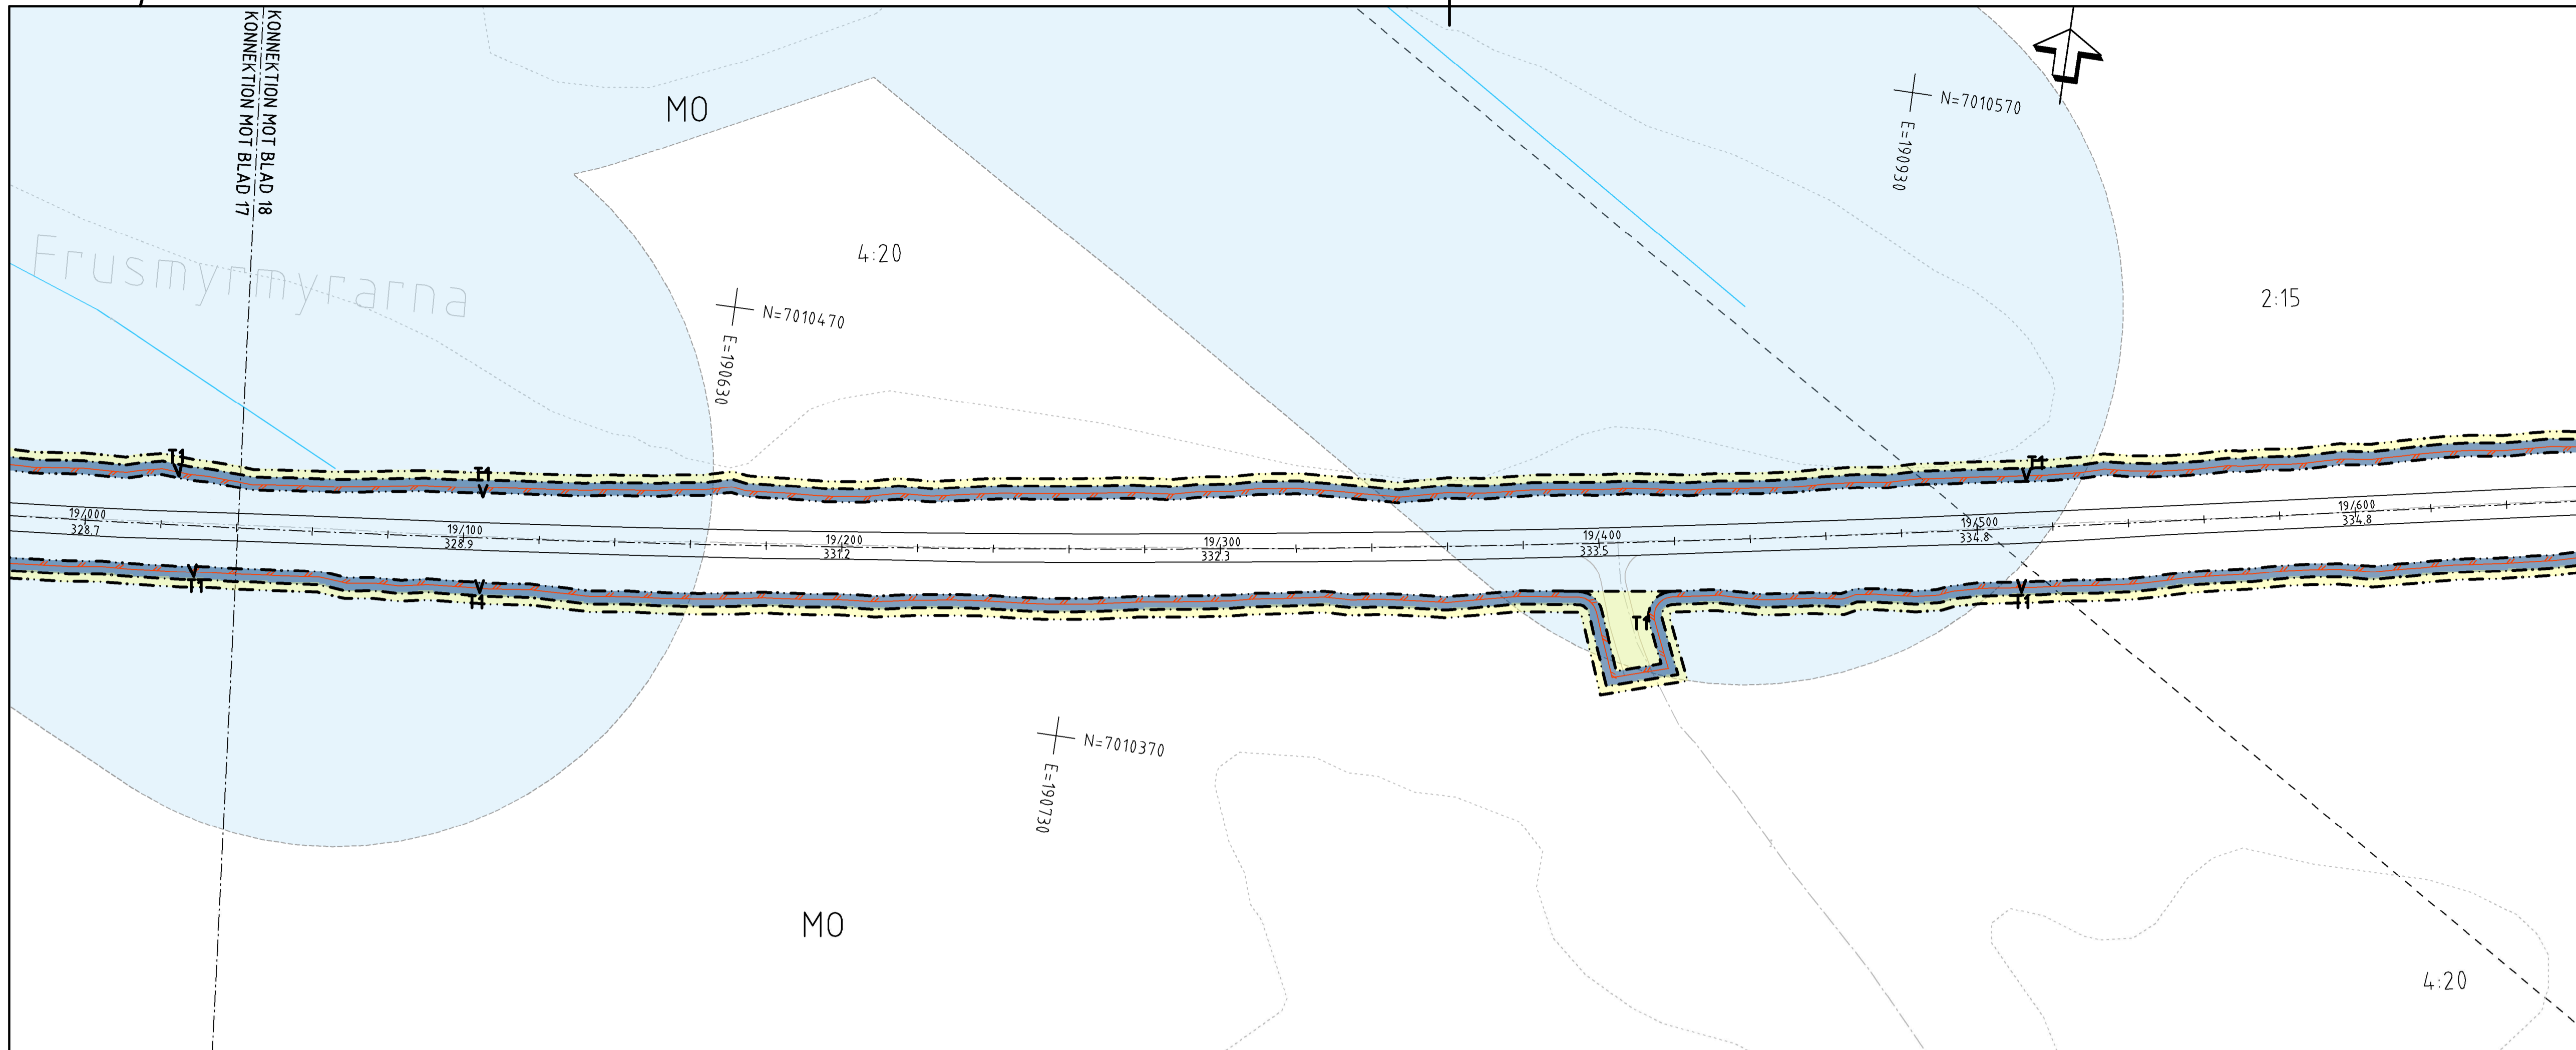 KONNEKTION MOT BLAD 18
KONNEKTION MOT BLAD 17
MO
N=7010570
E=190930
Frusmyrmyrarna
4:20
2:15
N=7010470
E=190630
T1
V
T1
V
T1
V
19/000
328.7
19/100
328.9
19/200
331.2
19/300
332.3
19/400
333.5
19/500
334.8
19/600
334.8
V
T1
V
T1
T1
V
T1
N=7010370
E=190730
MO
4:20